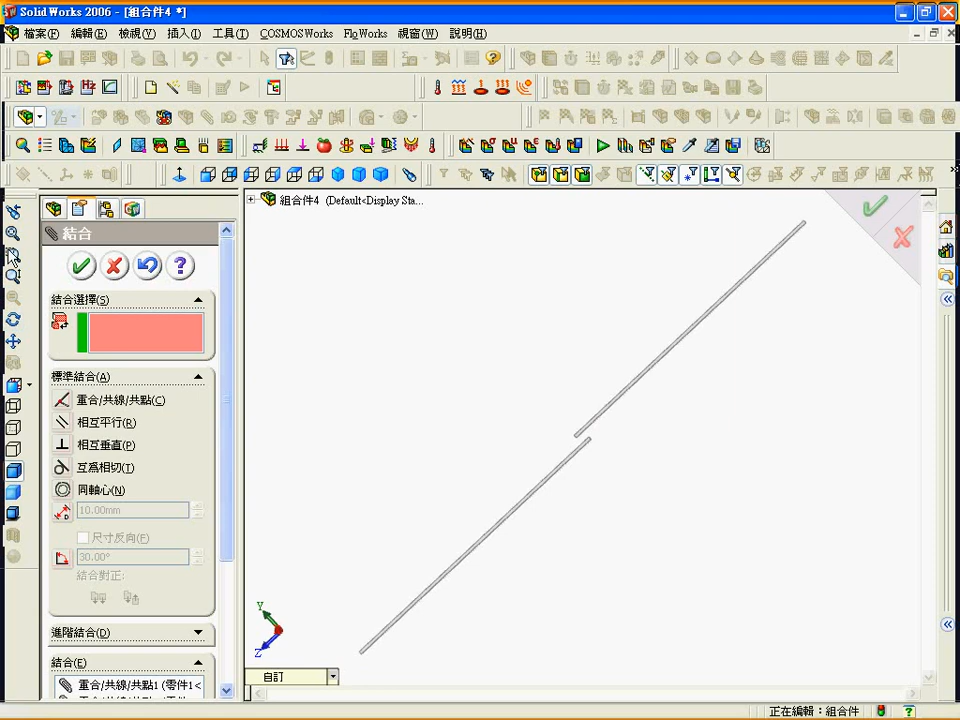 SolidWorks 2006 - [組合件4 *]
檔案(F) 編輯(E) 檢視(V) 插入(I) 工具(T) COSMOSWorks FloWorks 視窗(W) 說明(H)
組合件4 (Default<Display Sta...
結合
結合選擇(S)
標準結合(A)
重合/共線/共點(C)
相互平行(R)
相互垂直(P)
互為相切(T)
同軸心(N)
10.00mm
尺寸反向(F)
30.00°
結合對正:
進階結合(D)
結合(E)
重合/共線/共點1 (零件1<
Y
Z
自訂
正在編輯：組合件